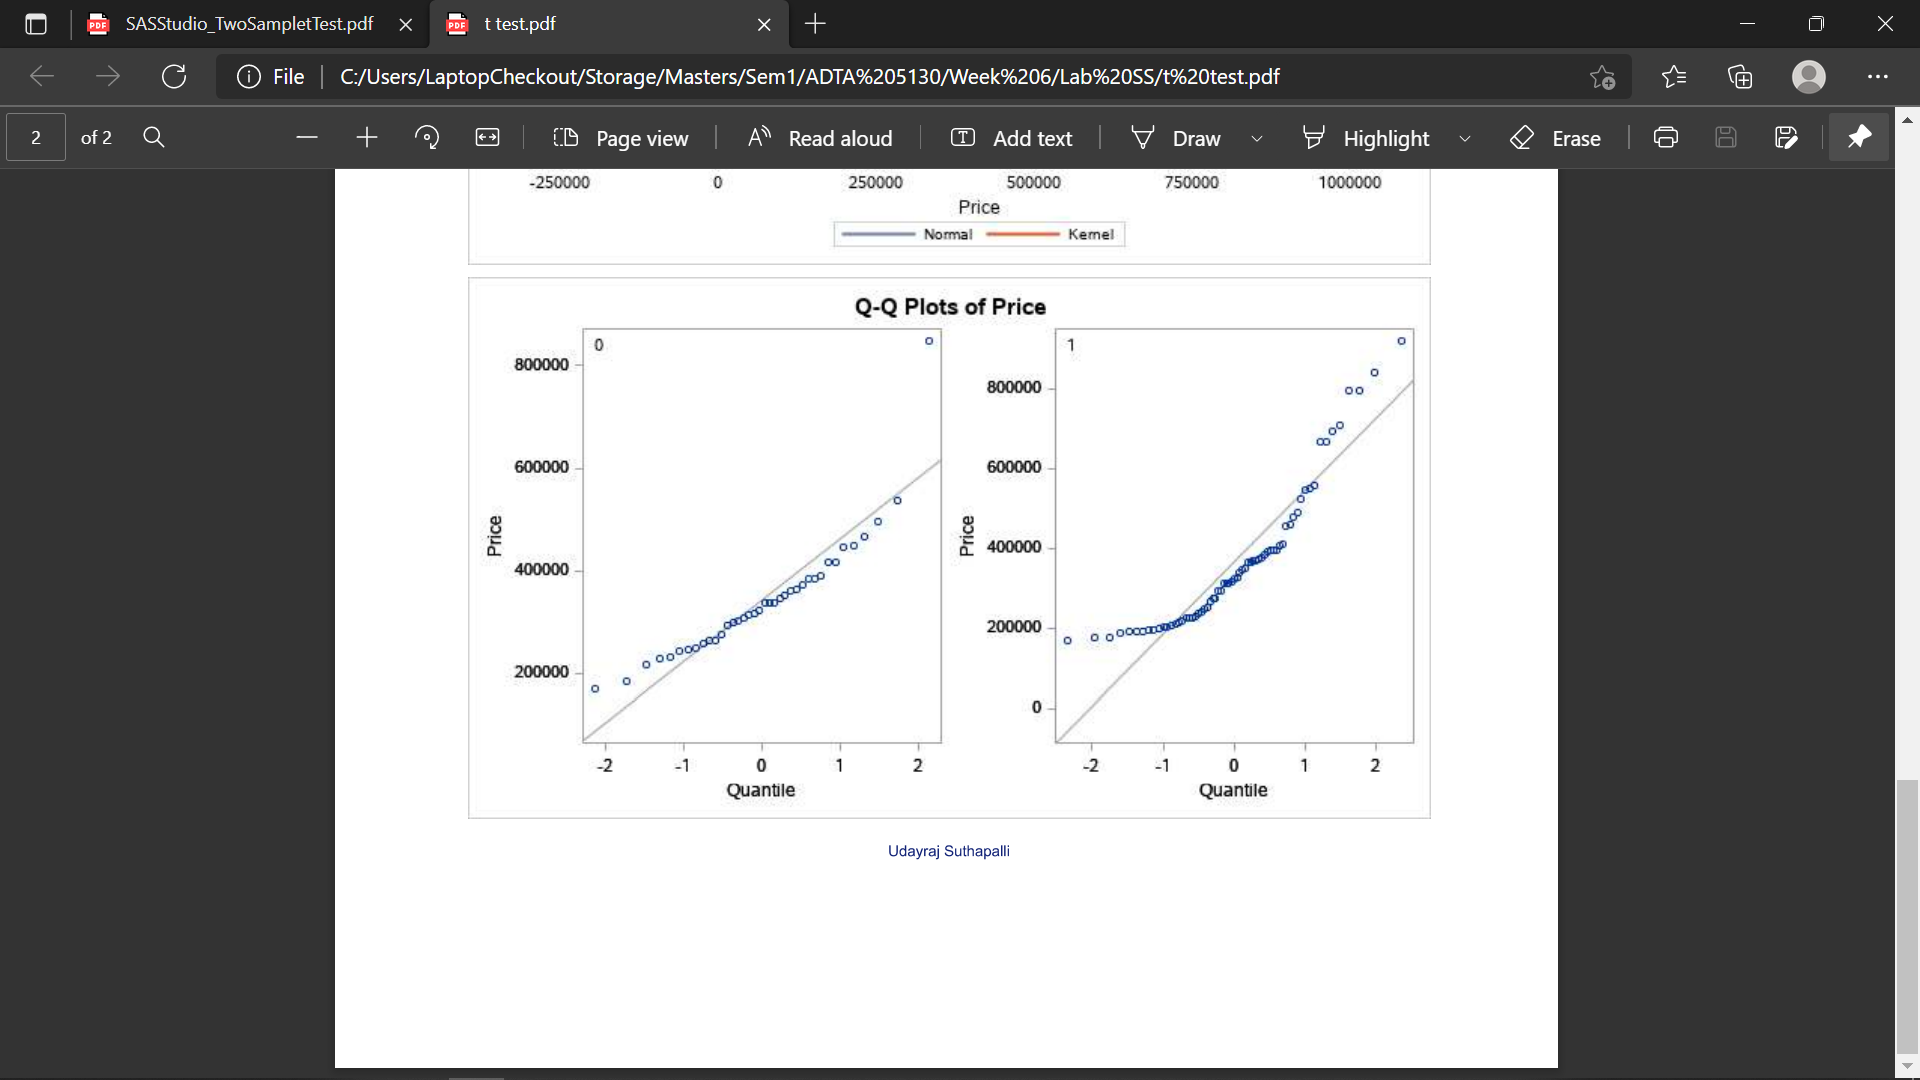 SASStudio_TwoSampletTest.pdf
t test.pdf
File
C:/Users/LaptopCheckout/Storage/Masters/Sem1/ADTA%205130/Week%206/Lab%20SS/t%20test.pdf
2 of 2
Page view
Read aloud
Add text
Draw
Highlight
Erase
-250000 0 250000 500000 750000 1000000
Price
Normal Kernel
Q-Q Plots of Price
0
800000
600000
400000
200000
Price
-2 -1 0 1 2
Quantile
1
800000
600000
400000
200000
0
Price
-2 -1 0 1 2
Quantile
Udayraj Suthapalli